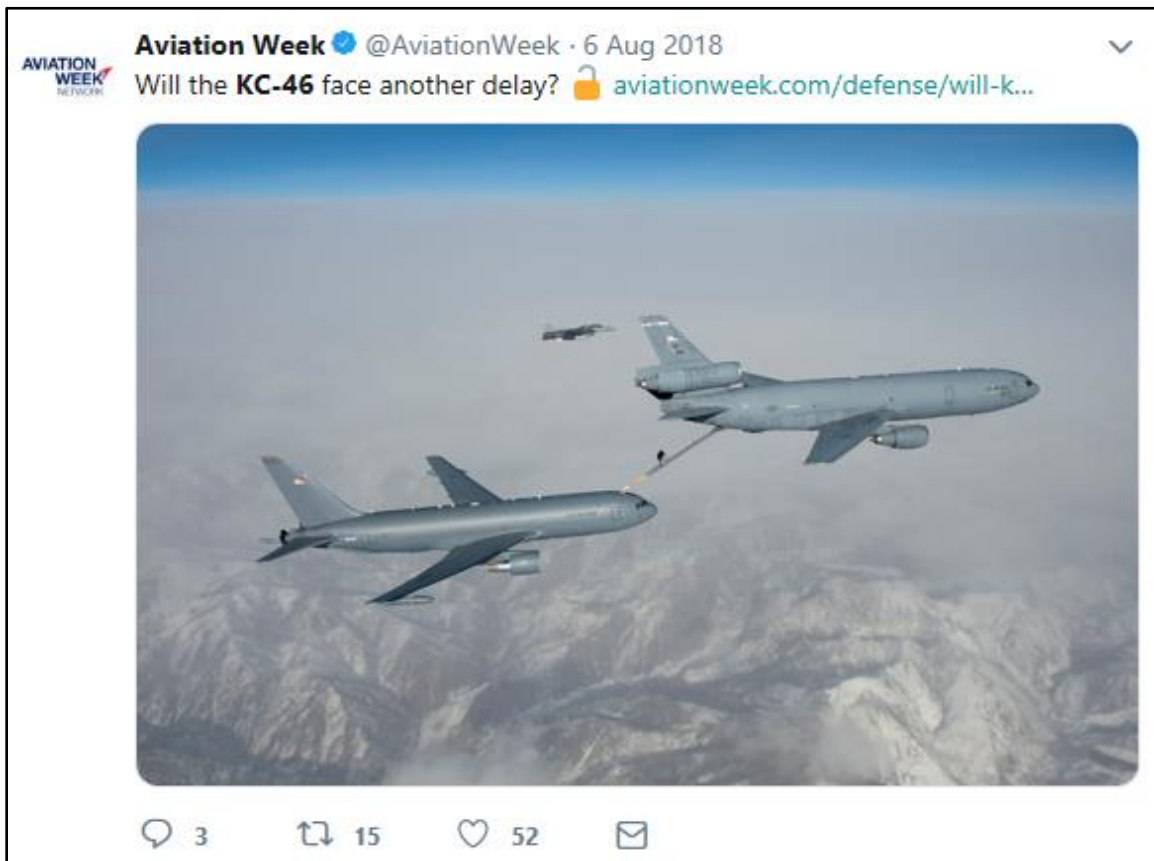 AVIATION
WEEK
NETWORK
Aviation Week @AviationWeek · 6 Aug 2018
Will the KC-46 face another delay? 🔓 aviationweek.com/defense/will-k...
3 15 52